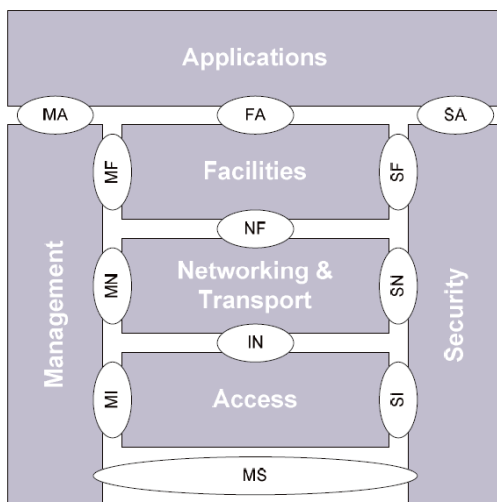 Applications
MA
FA
SA
MF
Facilities
SF
NF
Management
MN
Networking &
Transport
SN
Security
IN
MI
Access
SI
MS